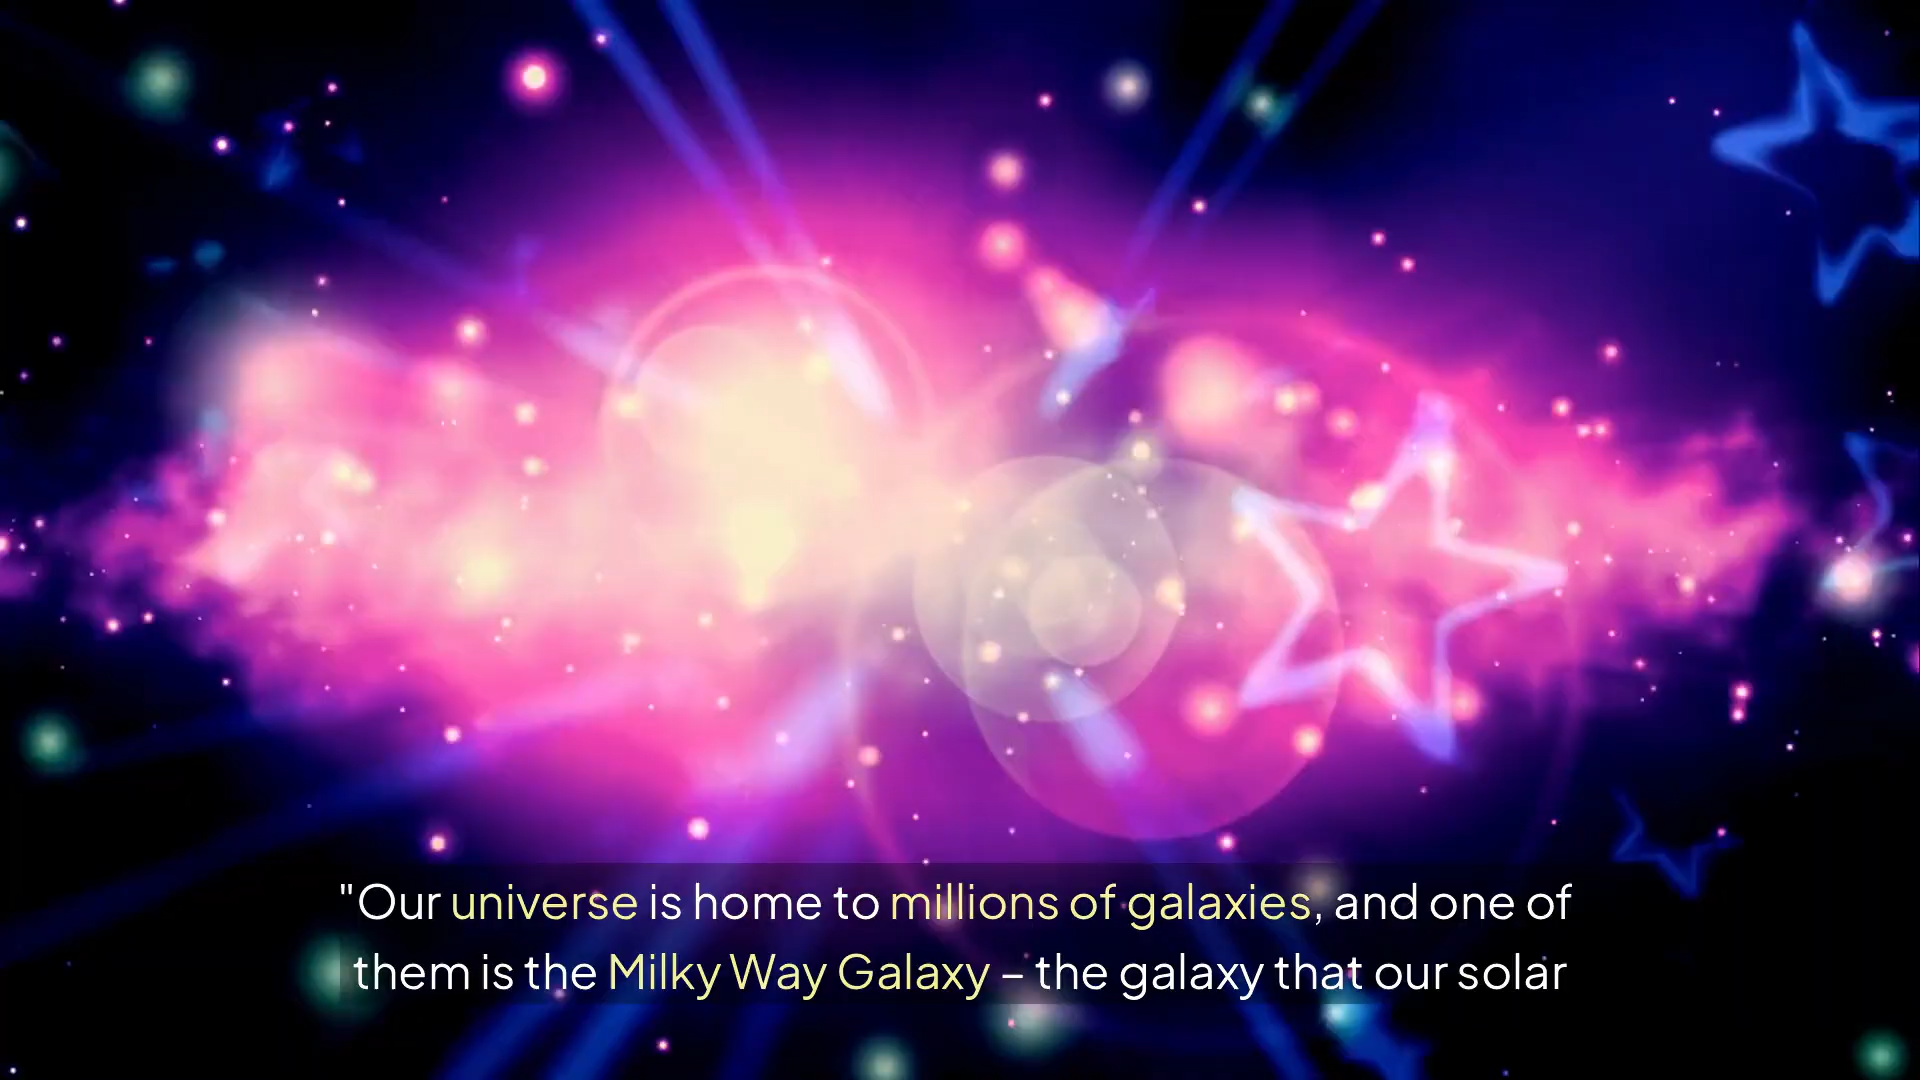 "Our universe is home to millions of galaxies, and one of
them is the Milky Way Galaxy – the galaxy that our solar